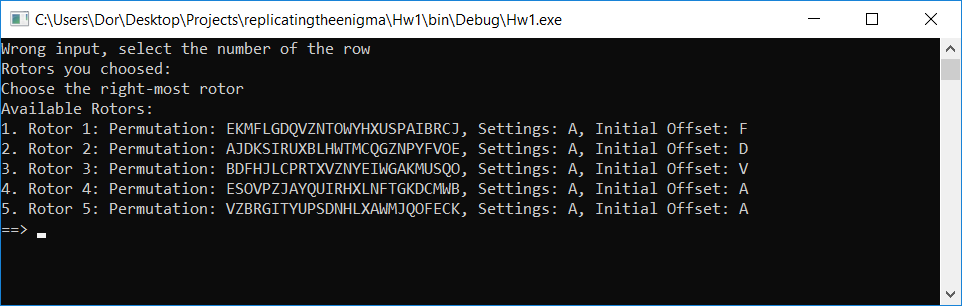 C:\Users\Dor\Desktop\Projects\replicatingtheenigma\Hw1\bin\Debug\Hw1.exe
Wrong input, select the number of the row
Rotors you choosed:
Choose the right-most rotor
Available Rotors:
1. Rotor 1: Permutation: EKMFLGDQVZNTOWYHXUSPAIBRCJ, Settings: A, Initial Offset: F
2. Rotor 2: Permutation: AJDKSIRUXBLHWTMCQGZNPYFVOE, Settings: A, Initial Offset: D
3. Rotor 3: Permutation: BDFHJLCPRTXVZNYEIWGAKMUSQO, Settings: A, Initial Offset: V
4. Rotor 4: Permutation: ESOVPZJAYQUIRHXLNFTGKDCMWB, Settings: A, Initial Offset: A
5. Rotor 5: Permutation: VZBRGITYUPSDNHLXAWMJQOFECK, Settings: A, Initial Offset: A
==>